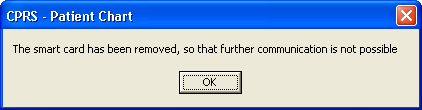 CPRS - Patient Chart
The smart card has been removed, so that further communication is not possible
OK